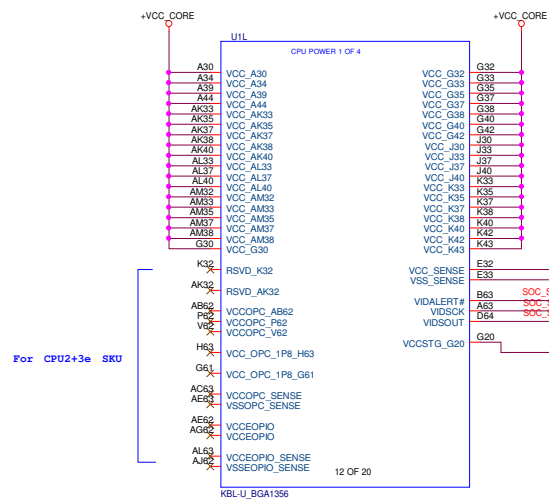 +VCC_CORE
+VCC_CORE
U1L
CPU POWER 1 OF 4
A30 VCC_A30 VCC_G32 G32
A34 VCC_A34 VCC_G33 G33
A39 VCC_A39 VCC_G35 G35
A44 VCC_A44 VCC_G37 G37
AK33 VCC_AK33 VCC_G38 G38
AK35 VCC_AK35 VCC_G40 G40
AK37 VCC_AK37 VCC_G42 G42
AK38 VCC_AK38 VCC_J30 J30
AK40 VCC_AK40 VCC_J33 J33
AL33 VCC_AL33 VCC_J37 J37
AL37 VCC_AL37 VCC_J40 J40
AL40 VCC_AL40 VCC_K33 K33
AM32 VCC_AM32 VCC_K35 K35
AM33 VCC_AM33 VCC_K37 K37
AM35 VCC_AM35 VCC_K38 K38
AM37 VCC_AM37 VCC_K40 K40
AM38 VCC_AM38 VCC_K42 K42
G30 VCC_G30 VCC_K43 K43
K32 RSVD_K32 VCC_SENSE E32
VSS_SENSE E33
AK32 RSVD_AK32
VIDALERT# B63 SOC_S
AB62 VCCOPC_AB62 VIDSCK A63 SOC_S
P62 VCCOPC_P62 VIDSOUT D64 SOC_S
V62 VCCOPC_V62
VCCSTG_G20 G20
H63 VCC_OPC_1P8_H63
For CPU2+3e SKU
G61 VCC_OPC_1P8_G61
AC63 VCCOPC_SENSE
AE63 VSSOPC_SENSE
AE62 VCCEOPIO
AG62 VCCEOPIO
AL63 VCCEOPIO_SENSE
AJ62 VSSEOPIO_SENSE
12 OF 20
KBL-U_BGA1356